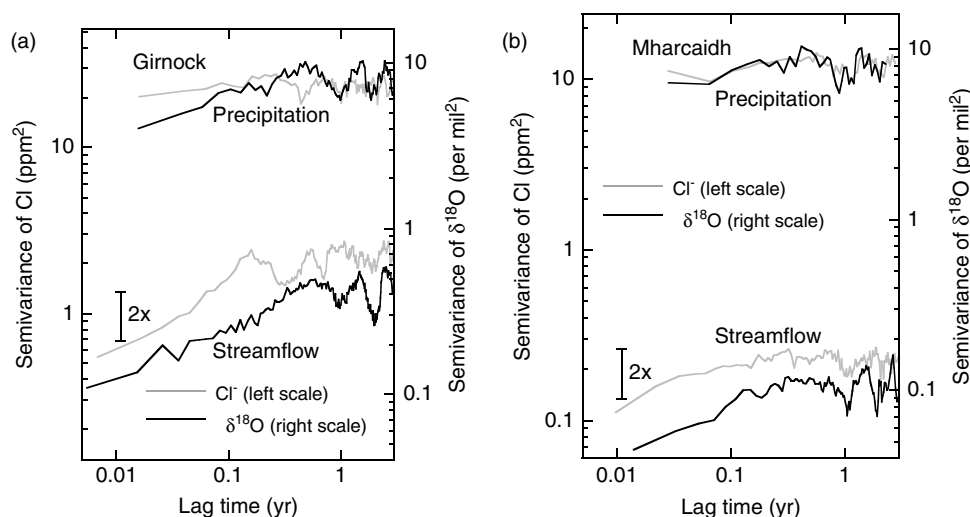 (a)
Girnock
Precipitation
Streamflow
2x
Cl⁻ (left scale)
δ¹⁸O (right scale)
Semivariance of Cl (ppm²)
10
1
Semivariance of δ¹⁸O (per mil²)
10
1
0.1
0.01 0.1 1
Lag time (yr)
(b)
Mharcaidh
Precipitation
Cl⁻ (left scale)
δ¹⁸O (right scale)
Streamflow
2x
Semivariance of Cl (ppm²)
10
1
0.1
Semivariance of δ¹⁸O (per mil²)
10
1
0.1
0.01 0.1 1
Lag time (yr)